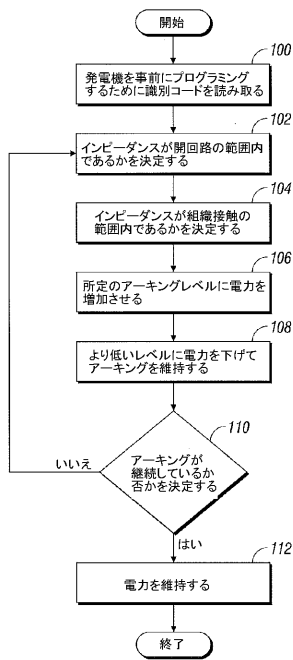 開始
100
発電機を事前にプログラミング
するために識別コードを読み取る
102
インピーダンスが開回路の範囲内
であるかを決定する
104
インピーダンスが組織接触の
範囲内であるかを決定する
106
所定のアーキングレベルに電力を
増加させる
108
より低いレベルに電力を下げて
アーキングを維持する
110
アーキングが
継続しているか
否かを決定する
いいえ
はい
112
電力を維持する
終了